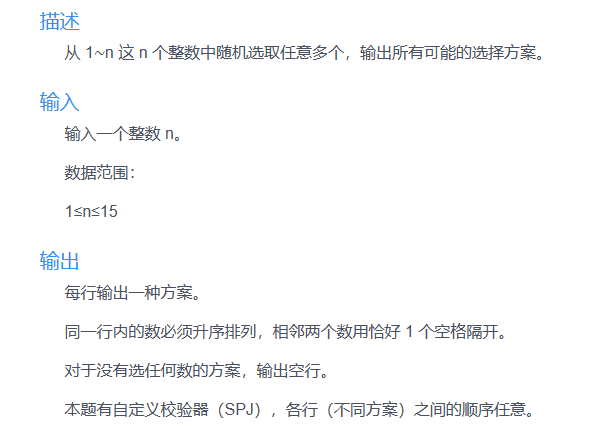 描述
从 1~n 这 n 个整数中随机选取任意多个，输出所有可能的选择方案。
输入
输入一个整数 n。
数据范围：
1≤n≤15
输出
每行输出一种方案。
同一行内的数必须升序排列，相邻两个数用恰好 1 个空格隔开。
对于没有选任何数的方案，输出空行。
本题有自定义校验器（SPJ），各行（不同方案）之间的顺序任意。